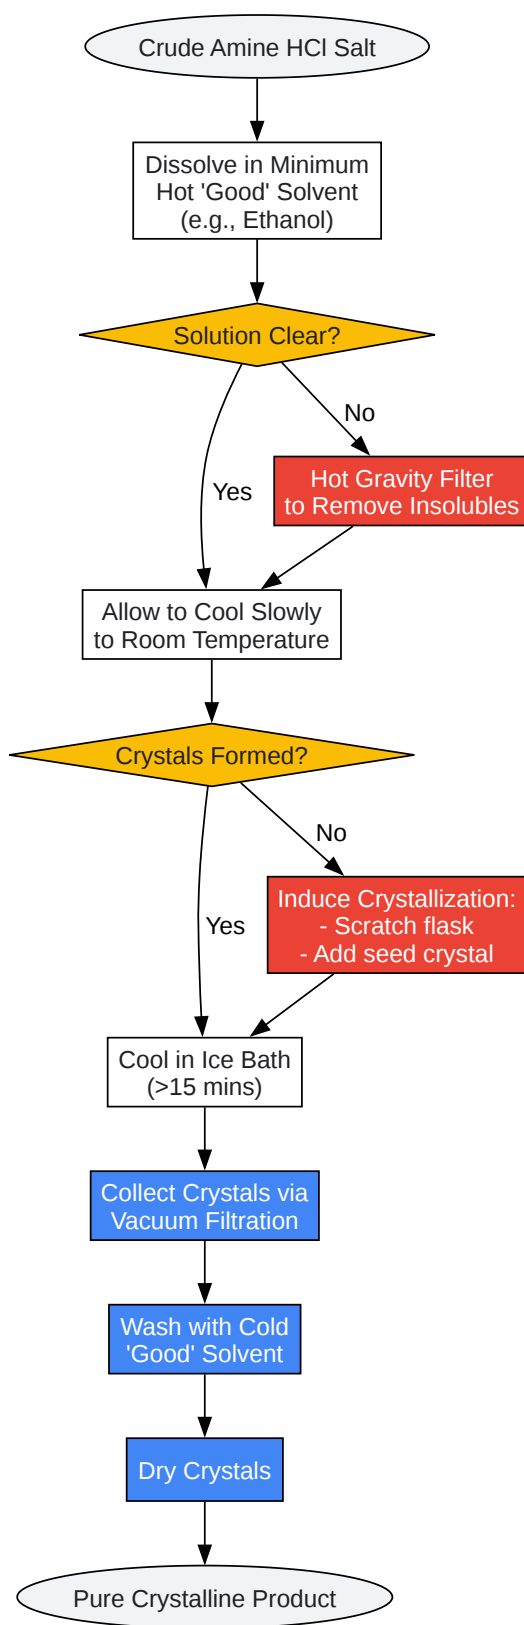 Crude Amine HCl Salt
Dissolve in Minimum
Hot 'Good' Solvent
(e.g., Ethanol)
Solution Clear?
No
Yes
Hot Gravity Filter
to Remove Insolubles
Allow to Cool Slowly
to Room Temperature
Crystals Formed?
No
Yes
Induce Crystallization:
- Scratch flask
- Add seed crystal
Cool in Ice Bath
(>15 mins)
Collect Crystals via
Vacuum Filtration
Wash with Cold
'Good' Solvent
Dry Crystals
Pure Crystalline Product